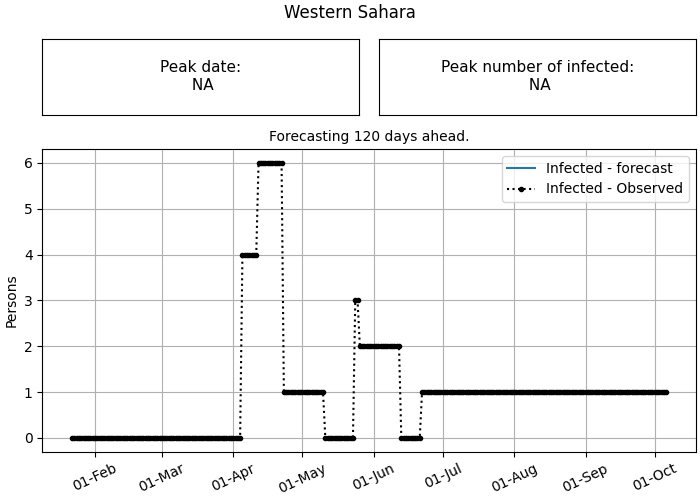 Western Sahara
Peak date:
NA
Peak number of infected:
NA
Forecasting 120 days ahead.
Infected - forecast
Infected - Observed
Persons
6
5
4
3
2
1
0
01-Feb
01-Mar
01-Apr
01-May
01-Jun
01-Jul
01-Aug
01-Sep
01-Oct